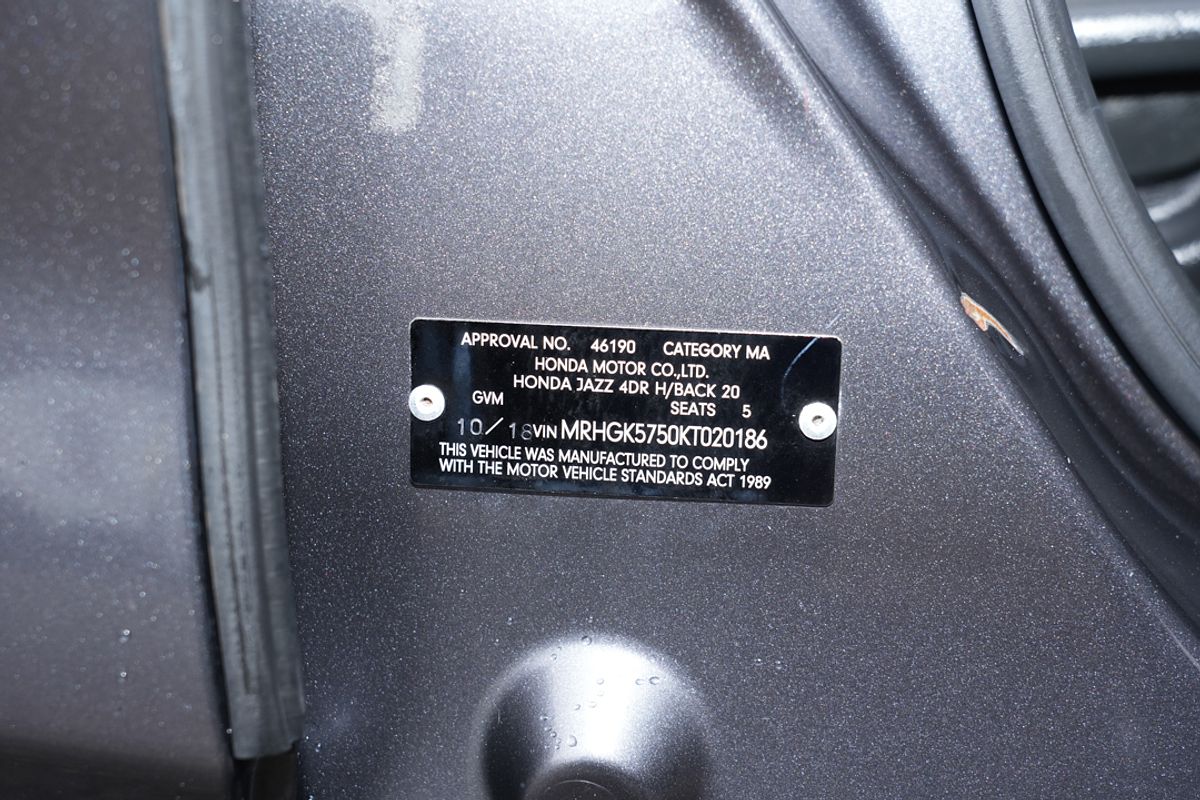 APPROVAL NO. 46190 CATEGORY MA
HONDA MOTOR CO.,LTD.
HONDA JAZZ 4DR H/BACK 20
GVM SEATS 5
10/18 VIN MRHGK5750KT020186
THIS VEHICLE WAS MANUFACTURED TO COMPLY
WITH THE MOTOR VEHICLE STANDARDS ACT 1989